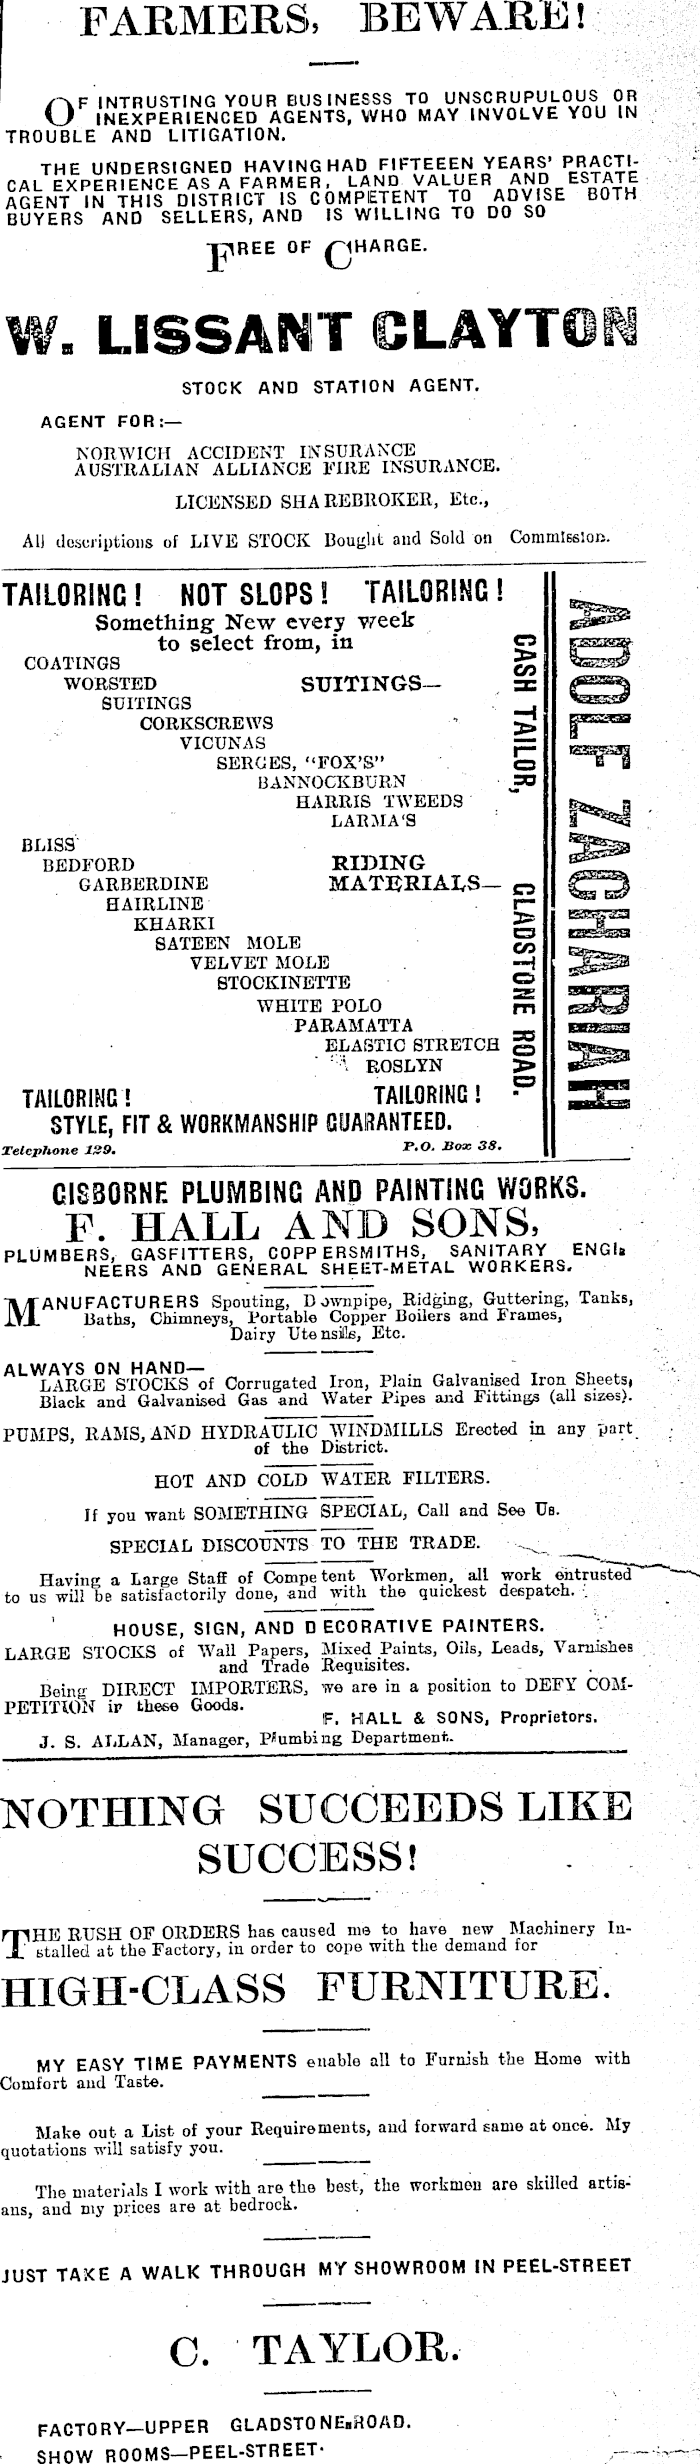 FARMERS, BEWARE!
OF INTRUSTING YOUR BUSINESSS TO UNSCRUPULOUS OR
INEXPERIENCED AGENTS, WHO MAY INVOLVE YOU IN
TROUBLE AND LITIGATION.
THE UNDERSIGNED HAVING HAD FIFTEEEN YEARS' PRACTI-
CAL EXPERIENCE AS A FARMER, LAND VALUER AND ESTATE
AGENT IN THIS DISTRICT IS COMPETENT TO ADVISE BOTH
BUYERS AND SELLERS, AND IS WILLING TO DO SO
FREE OF CHARGE.
W. LISSANT CLAYTON
STOCK AND STATION AGENT.
AGENT FOR:—
NORWICH ACCIDENT INSURANCE
AUSTRALIAN ALLIANCE FIRE INSURANCE.
LICENSED SHAREBROKER, Etc.,
All descriptions of LIVE STOCK Bought and Sold on Commission.
TAILORING! NOT SLOPS! TAILORING!
Something New every week
to select from, in
COATINGS
WORSTED SUITINGS—
SUITINGS
CORKSCREWS
VICUNAS
SERGES, "FOX'S"
BANNOCKBURN
HARRIS TWEEDS
LARMA'S
BLISS
BEDFORD RIDING
GARBERDINE MATERIALS—
HAIRLINE
KHARKI
SATEEN MOLE
VELVET MOLE
STOCKINETTE
WHITE POLO
PARAMATTA
ELASTIC STRETCH
ROSLYN
TAILORING! TAILORING!
STYLE, FIT & WORKMANSHIP GUARANTEED.
Telephone 129. P.O. Box 38.
CASH TAILOR, GLADSTONE ROAD.
ADOLF ZACHARIAH
GISBORNE PLUMBING AND PAINTING WORKS.
F. HALL AND SONS,
PLUMBERS, GASFITTERS, COPPERSMITHS, SANITARY ENGI-
NEERS AND GENERAL SHEET-METAL WORKERS.
MANUFACTURERS Spouting, Downpipe, Ridging, Guttering, Tanks,
Baths, Chimneys, Portable Copper Boilers and Frames,
Dairy Utensils, Etc.
ALWAYS ON HAND—
LARGE STOCKS of Corrugated Iron, Plain Galvanised Iron Sheets,
Black and Galvanised Gas and Water Pipes and Fittings (all sizes).
PUMPS, RAMS, AND HYDRAULIC WINDMILLS Erected in any part
of the District.
HOT AND COLD WATER FILTERS.
If you want SOMETHING SPECIAL, Call and See Us.
SPECIAL DISCOUNTS TO THE TRADE.
Having a Large Staff of Competent Workmen, all work entrusted
to us will be satisfactorily done, and with the quickest despatch.
HOUSE, SIGN, AND DECORATIVE PAINTERS.
LARGE STOCKS of Wall Papers, Mixed Paints, Oils, Leads, Varnishes
and Trade Requisites.
Being DIRECT IMPORTERS, we are in a position to DEFY COM-
PETITION in these Goods.
F. HALL & SONS, Proprietors.
J. S. ALLAN, Manager, Plumbing Department.
NOTHING SUCCEEDS LIKE
SUCCESS!
THE RUSH OF ORDERS has caused me to have new Machinery In-
stalled at the Factory, in order to cope with the demand for
HIGH-CLASS FURNITURE.
MY EASY TIME PAYMENTS enable all to Furnish the Home with
Comfort and Taste.
Make out a List of your Requirements, and forward same at once. My
quotations will satisfy you.
The materials I work with are the best, the workmen are skilled artis-
ans, and my prices are at bedrock.
JUST TAKE A WALK THROUGH MY SHOWROOM IN PEEL-STREET
C. TAYLOR.
FACTORY—UPPER GLADSTONE-ROAD.
SHOW ROOMS—PEEL-STREET.